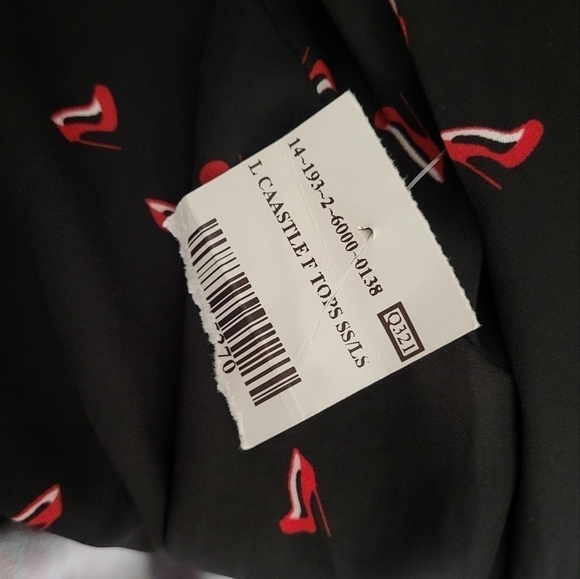 14-193-2-6000-0138
L CAASTLE F TOPS SS/LS
Q321